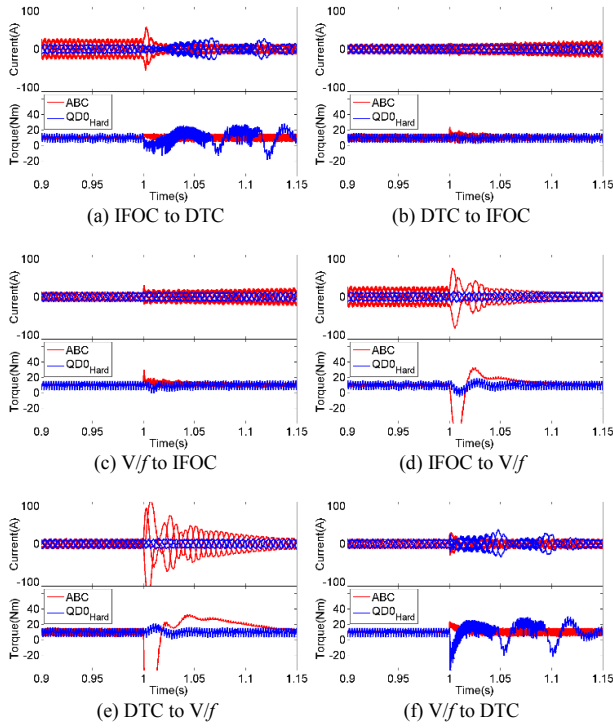 100 100
Current(A) 0 Current(A) 0
-100 -100
ABC ABC
QD0Hard QD0Hard
Torque(Nm) 40 20 0 -20 Torque(Nm) 40 20 0 -20
0.9 0.95 1 1.05 1.1 1.15 0.9 0.95 1 1.05 1.1 1.15
Time(s) Time(s)
(a) IFOC to DTC (b) DTC to IFOC
100 100
Current(A) 0 Current(A) 0
-100 -100
ABC ABC
QD0Hard QD0Hard
Torque(Nm) 40 20 0 -20 Torque(Nm) 40 20 0 -20
0.9 0.95 1 1.05 1.1 1.15 0.9 0.95 1 1.05 1.1 1.15
Time(s) Time(s)
(c) V/f to IFOC (d) IFOC to V/f
100 100
Current(A) 0 Current(A) 0
-100 -100
ABC ABC
QD0Hard QD0Hard
Torque(Nm) 40 20 0 -20 Torque(Nm) 40 20 0 -20
0.9 0.95 1 1.05 1.1 1.15 0.9 0.95 1 1.05 1.1 1.15
Time(s) Time(s)
(e) DTC to V/f (f) V/f to DTC